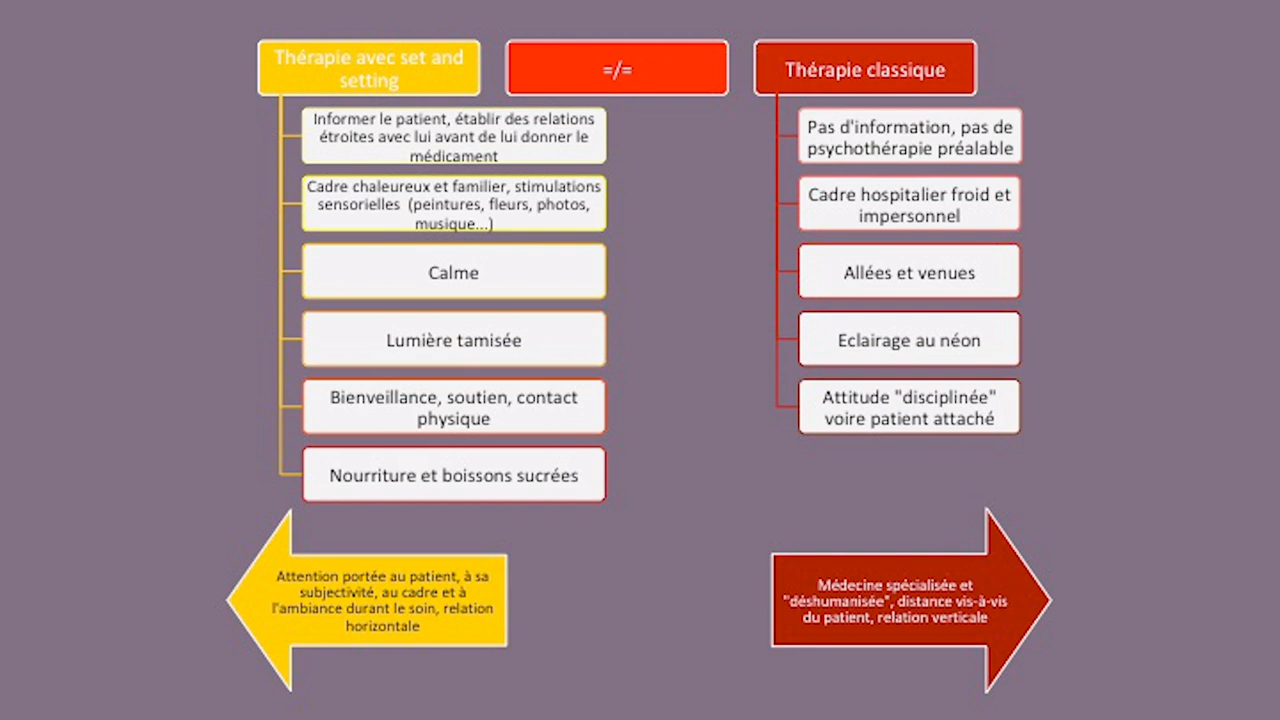 Thérapie avec set and
setting
=/=
Thérapie classique
Informer le patient, établir des relations
étroites avec lui avant de lui donner le
médicament
Cadre chaleureux et familier, stimulations
sensorielles (peintures, fleurs, photos,
musique...)
Calme
Lumière tamisée
Bienveillance, soutien, contact
physique
Nourriture et boissons sucrées
Pas d'information, pas de
psychothérapie préalable
Cadre hospitalier froid et
impersonnel
Allées et venues
Eclairage au néon
Attitude "disciplinée"
voire patient attaché
Attention portée au patient, à sa
subjectivité, au cadre et à
l'ambiance durant le soin, relation
horizontale
Médecine spécialisée et
"déshumanisée", distance vis-à-vis
du patient, relation verticale